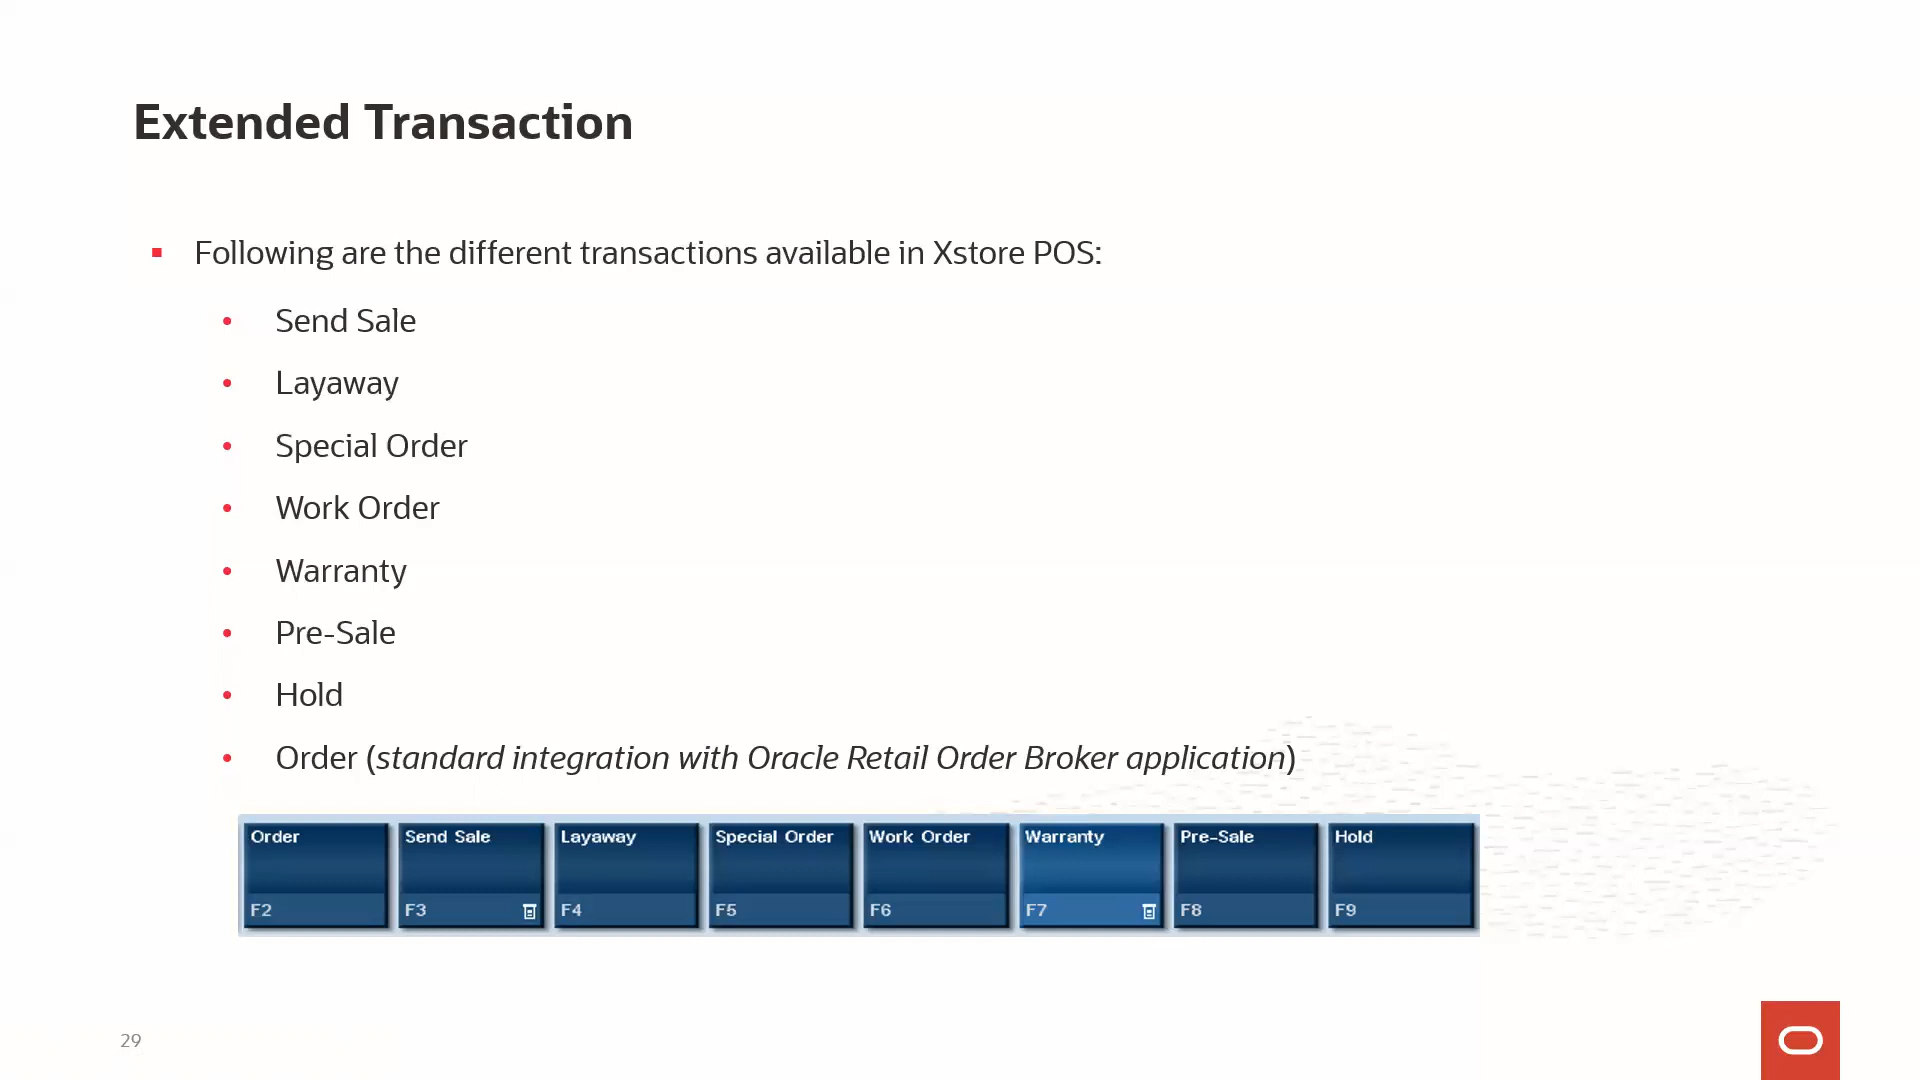 Extended Transaction
Following are the different transactions available in Xstore POS:
Send Sale
Layaway
Special Order
Work Order
Warranty
Pre-Sale
Hold
Order (standard integration with Oracle Retail Order Broker application)
Order Send Sale Layaway Special Order Work Order Warranty Pre-Sale Hold
F2 F3 F4 F5 F6 F7 F8 F9
29